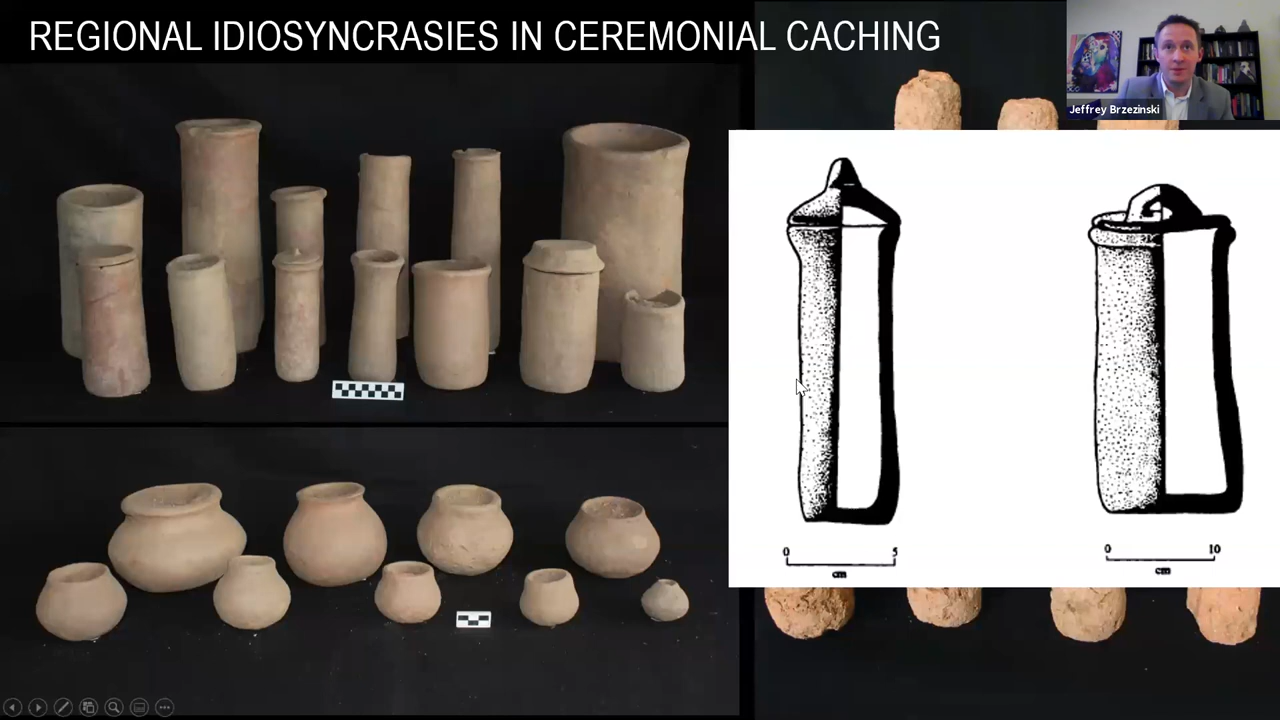 REGIONAL IDIOSYNCRASIES IN CEREMONIAL CACHING
Jeffrey Brzezinski
0 5
cm
0 10
cm